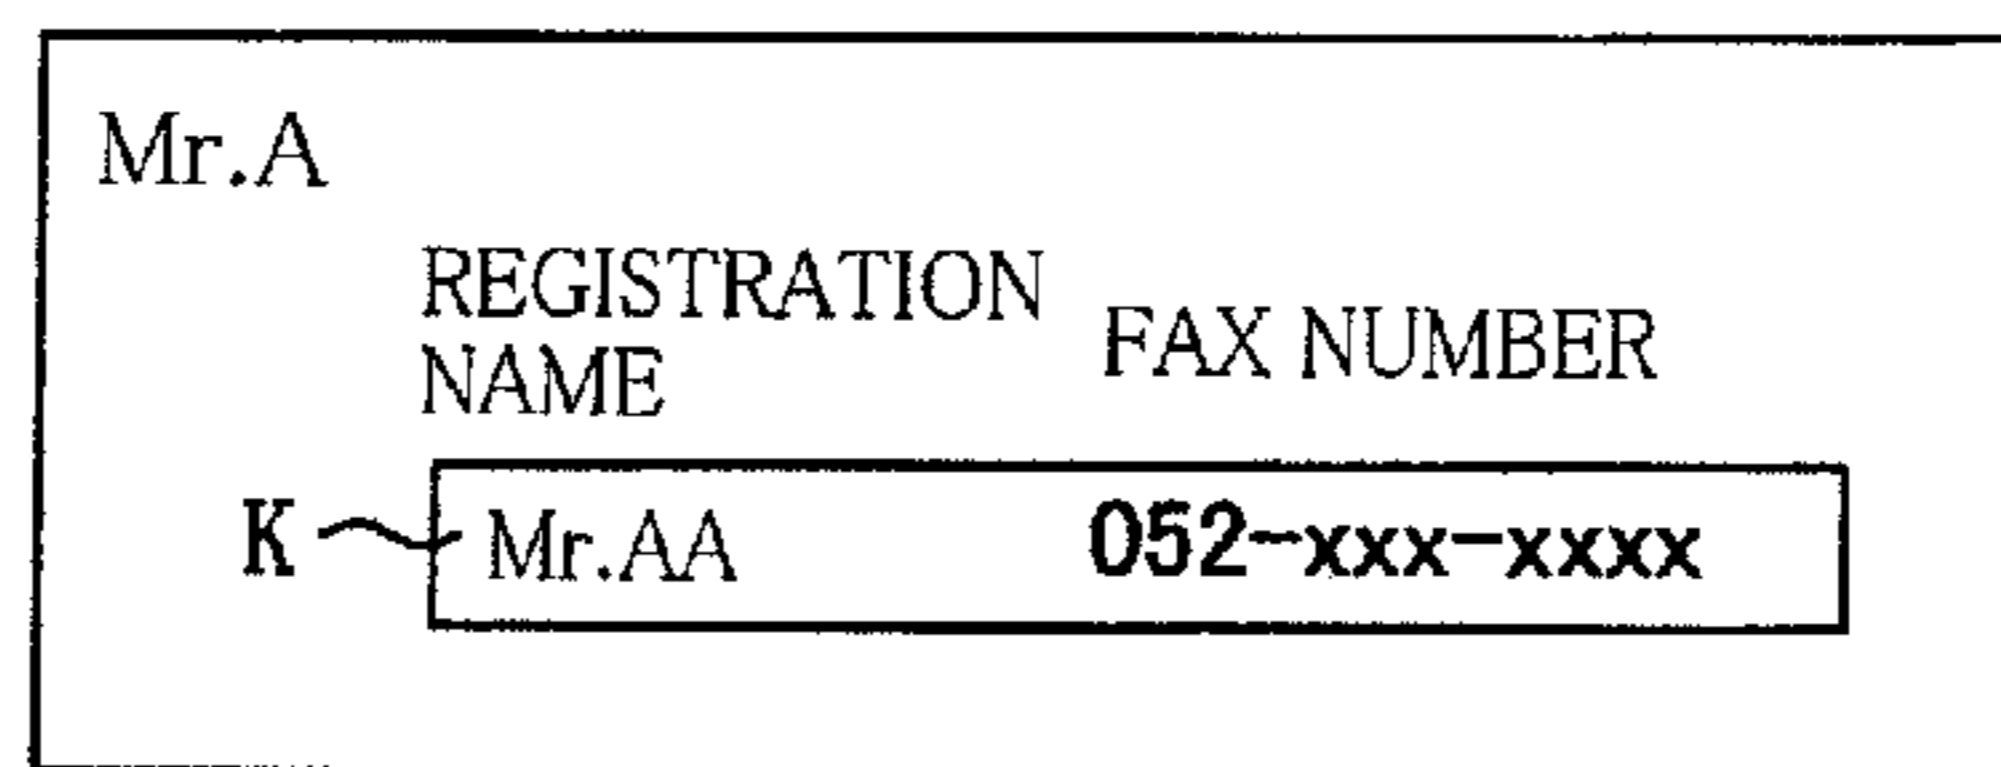 Mr.A
REGISTRATION
NAME
FAX NUMBER
K
Mr.AA
052-xxx-xxxx